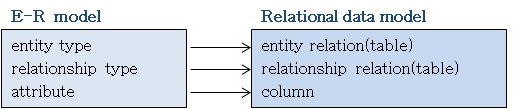 E-R model
Relational data model
entity type
entity relation(table)
relationship type
relationship relation(table)
attribute
column